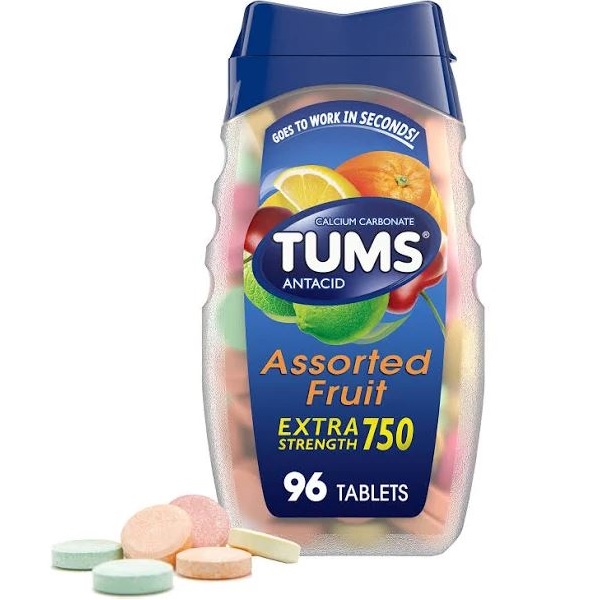 GOES TO WORK IN SECONDS!
CALCIUM CARBONATE
TUMS®
ANTACID
Assorted
Fruit
EXTRA
STRENGTH 750
96 TABLETS